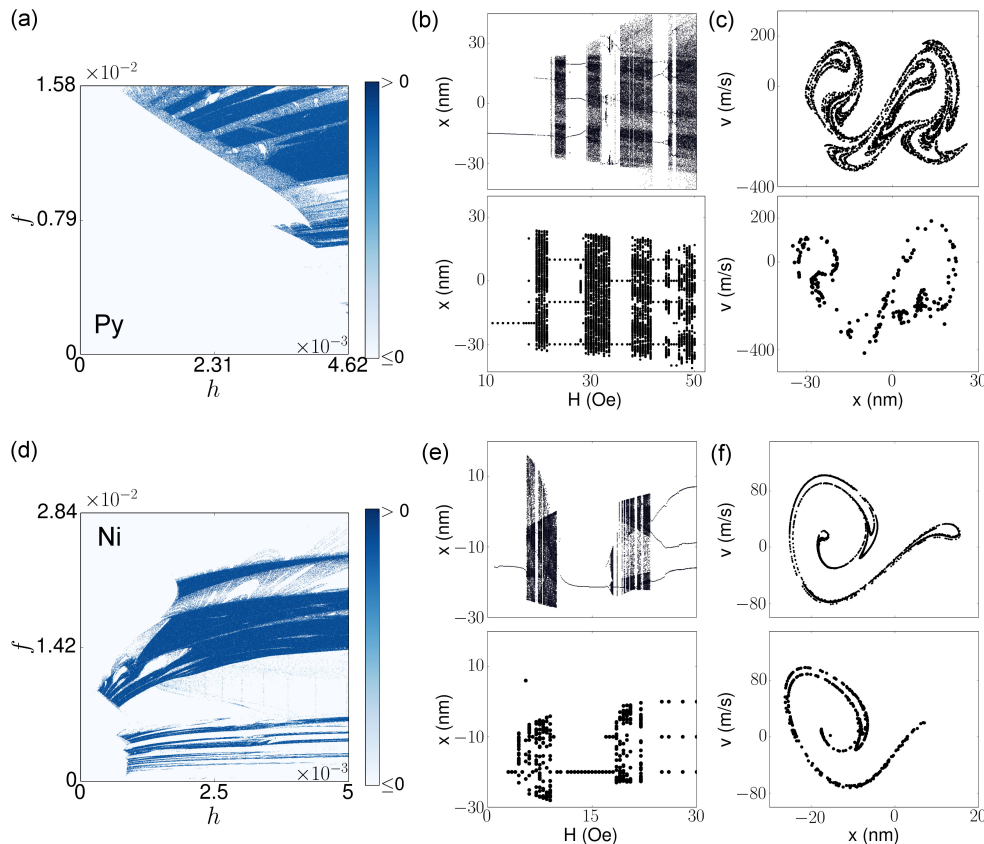 (a)
×10⁻²
1.58
0.79
0
f
Py
×10⁻³
0
2.31
4.62
h
> 0
≤0
(b)
x (nm)
30
0
−30
x (nm)
30
0
−30
10
30
50
H (Oe)
(c)
v (m/s)
200
0
−400
v (m/s)
200
100
0
−400
−30
0
30
x (nm)
(d)
×10⁻²
2.84
1.42
0
f
Ni
×10⁻³
0
2.5
5
h
> 0
≤0
(e)
x (nm)
10
−10
−30
x (nm)
10
−10
−30
0
15
30
H (Oe)
(f)
v (m/s)
80
0
−80
v (m/s)
80
0
−80
−20
0
20
x (nm)